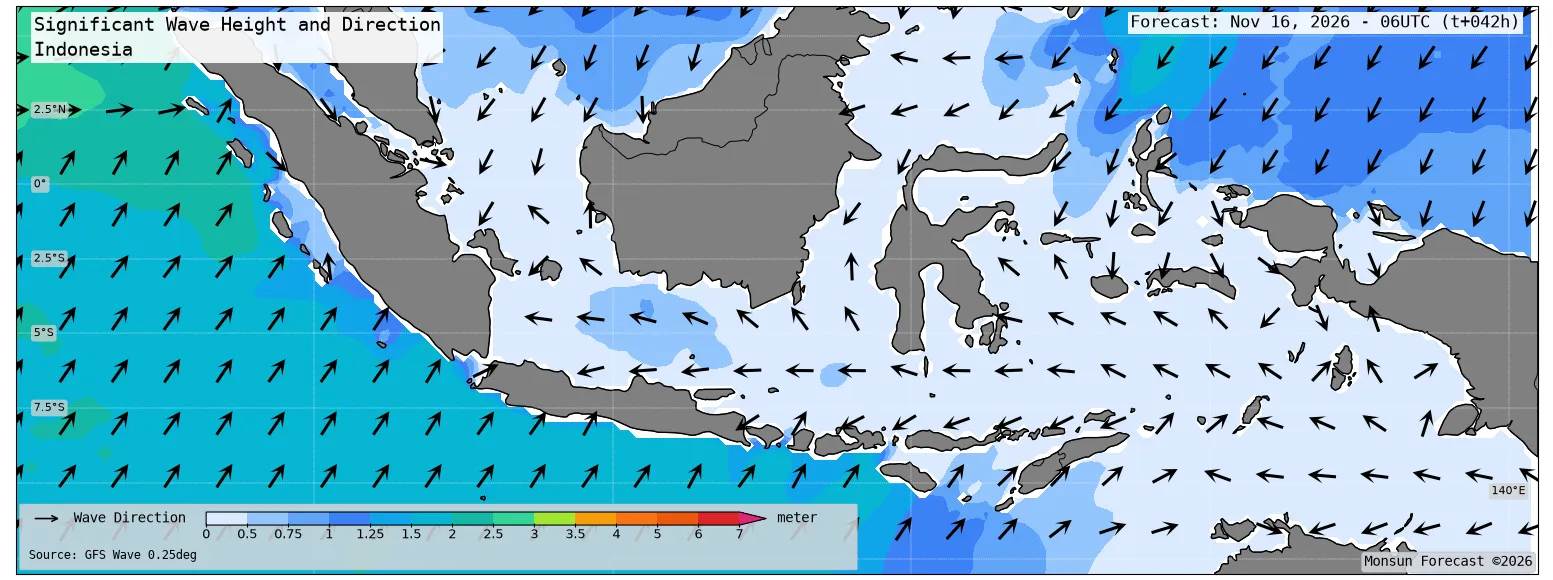 Significant Wave Height and Direction
Indonesia
Forecast: Nov 16, 2026 - 06UTC (t+042h)
2.5°N
0°
2.5°S
5°S
7.5°S
140°E
Wave Direction
0 0.5 0.75 1 1.25 1.5 2 2.5 3 3.5 4 5 6 7
meter
Source: GFS Wave 0.25deg
Monsun Forecast ©2026